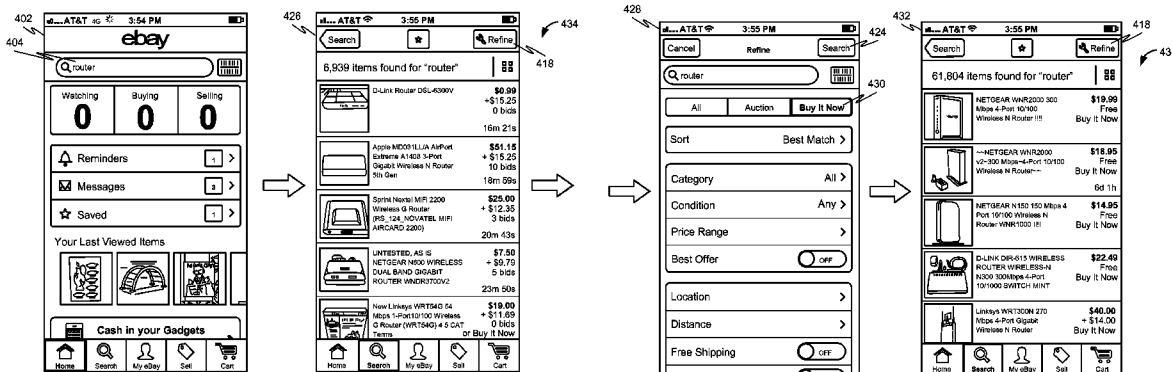 402
404
AT&T 4G 3:54 PM
ebay
router
Watching Buying Selling
0 0 0
Reminders 1 >
Messages
Saved 1 >
Your Last Viewed Items
Cash in your Gadgets
Home Search My eBay Sell Cart
426
434
418
AT&T 3:55 PM
Search Refine
6,939 items found for "router"
D-Link Router DSL-6300V $0.99
+$15.25
0 bids
16m 21s
Apple MD031LL/A AirPort $51.15
Extreme A1408 3-Port + $15.25
Gigabit Wireless N Router 10 bids
5th Gen 18m 59s
Sprint Nextel MIFI 2200 $25.00
Wireless G Router + $12.35
(RS_124_NOVATEL MIFI 3 bids
AIRCARD 2200)
20m 43s
UNTESTED, AS IS $7.50
NETGEAR N600 WIRELESS + $9.79
DUAL BAND GIGABIT 5 bids
ROUTER WNDR3700V2
23m 50s
New Linksys WRT54G 54 $19.00
Mbps 1-Port10/100 Wireless + $11.69
G Router (WRT54G) # 5 CAT 0 bids
Terms or Buy It Now
Home Search My eBay Sell Cart
428
424
430
AT&T 3:55 PM
Cancel Refine Search
router
All Auction Buy It Now
Sort Best Match >
Category All >
Condition Any >
Price Range >
Best Offer OFF
Location >
Distance >
Free Shipping OFF
432
418
43
AT&T 3:55 PM
Search Refine
61,804 items found for "router"
NETGEAR WNR2000 300 $19.99
Mbps 4-Port 10/100 Free
Wireless N Router !!!! Buy It Now
~~NETGEAR WNR2000 $18.95
v2~300 Mbps~4-Port 10/100 Free
Wireless N Router~~ Buy It Now
6d 1h
NETGEAR N150 150 Mbps 4 $14.95
Port 10/100 Wireless N Free
Router WNR1000 !!!! Buy It Now
D-LINK DIR-615 WIRELESS $22.49
ROUTER WIRELESS-N Free
N300 300Mbps 4-Port Buy It Now
10/1000 SWITCH MINT
Linksys WRT300N 270 $40.00
Mbps 4-Port Gigabit + $14.00
Wireless N Router Buy It Now
Home Search My eBay Sell Cart